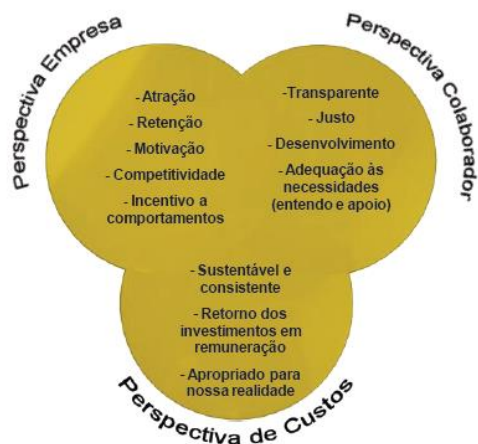 Perspectiva Empresa
- Atração
- Retenção
- Motivação
- Competitividade
- Incentivo a
comportamentos
Perspectiva Colaborador
-Transparente
- Justo
- Desenvolvimento
- Adequação às
necessidades
(entendo e apoio)
- Sustentável e
consistente
- Retorno dos
investimentos em
remuneração
- Apropriado para
nossa realidade
Perspectiva de Custos